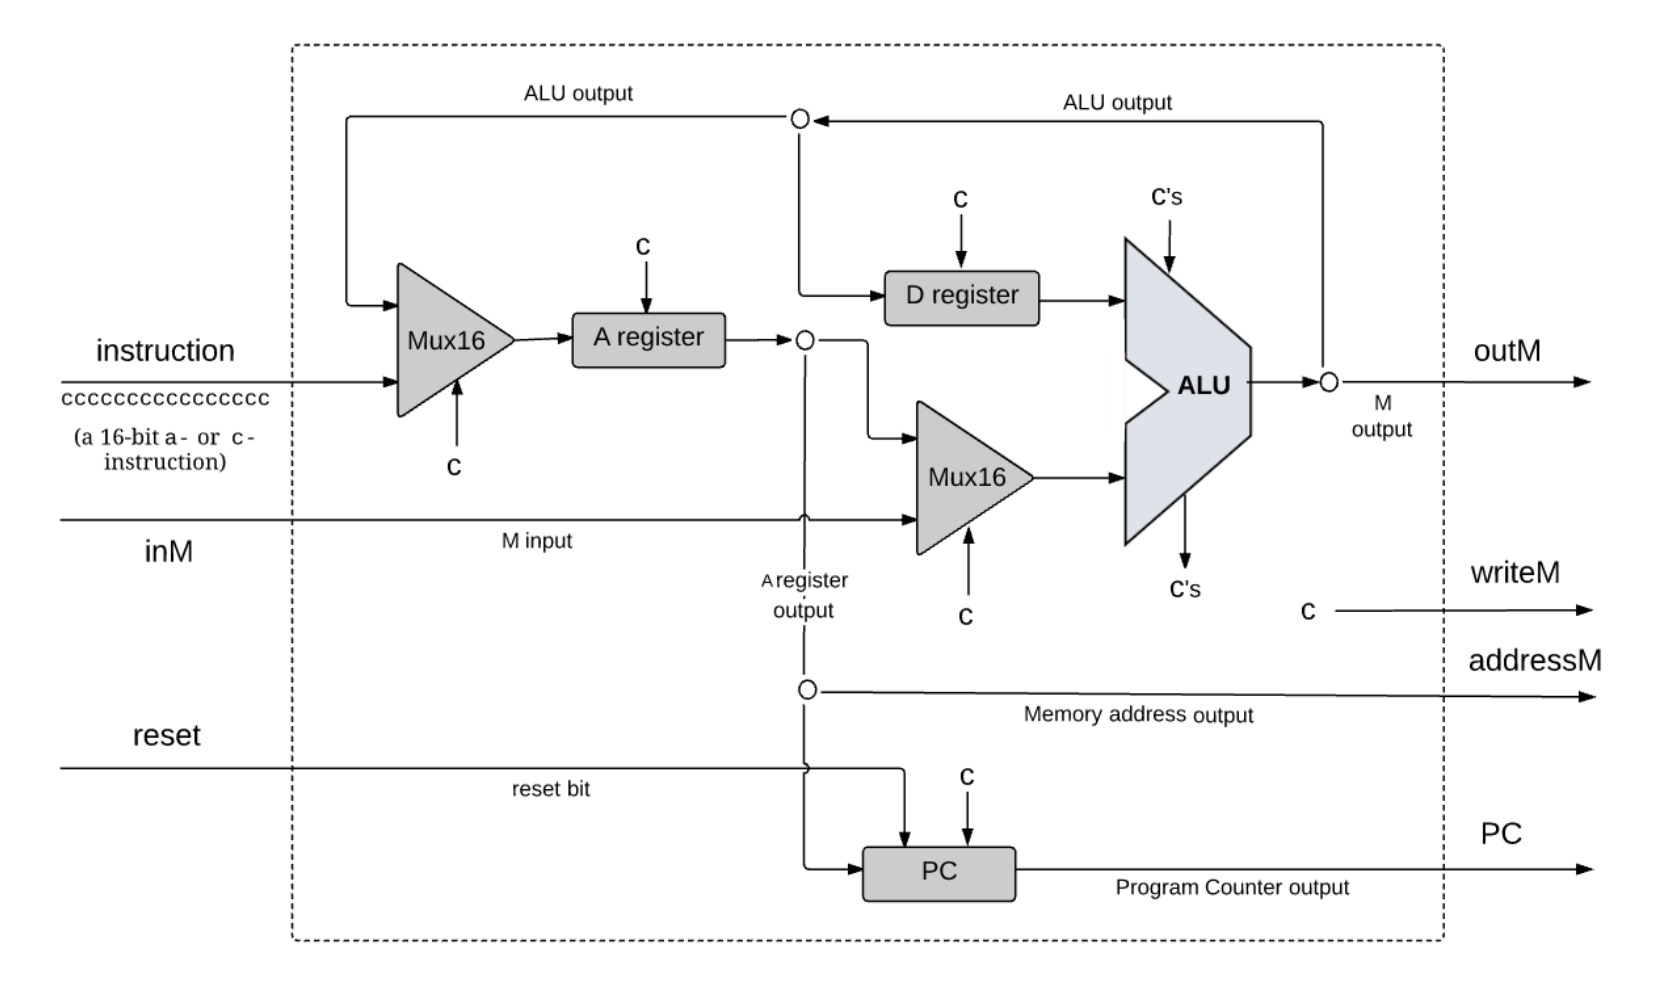 ALU output
ALU output
c
c's
c
D register
A register
Mux16
instruction
cccccccccccccccc
(a 16-bit a- or c-
instruction)
c
ALU
outM
M
output
Mux16
inM
M input
A register
output
c
c's
writeM
c
addressM
Memory address output
reset
reset bit
c
PC
PC
Program Counter output